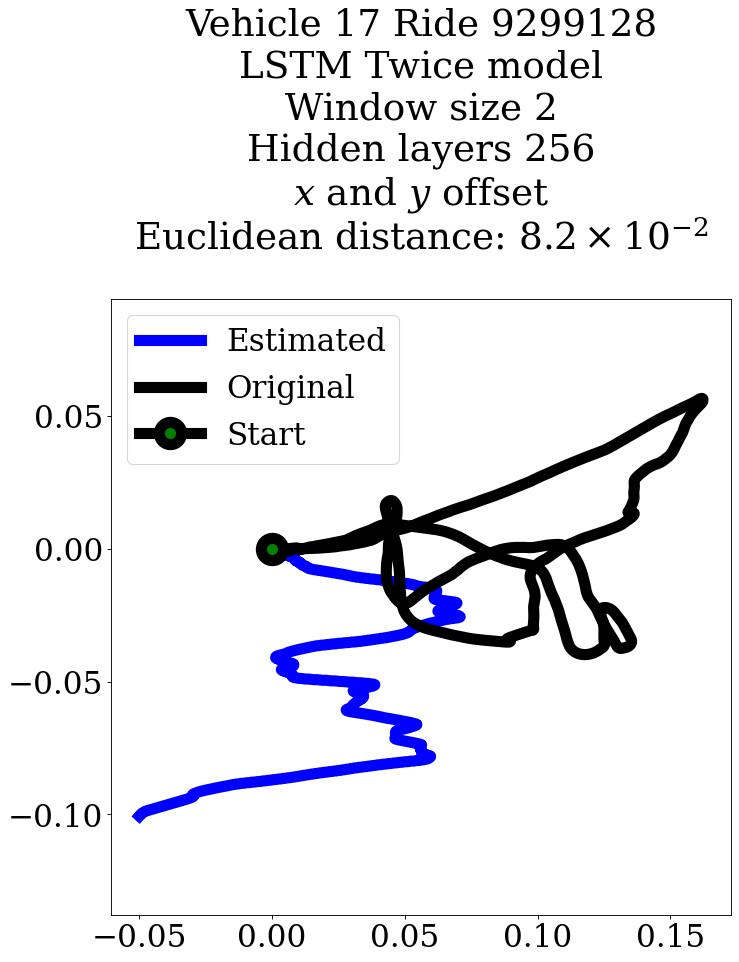 Vehicle 17 Ride 9299128
LSTM Twice model
Window size 2
Hidden layers 256
x and y offset
Euclidean distance: 8.2 × 10⁻²
Estimated
Original
Start
0.05
0.00
−0.05
−0.10
−0.05 0.00 0.05 0.10 0.15